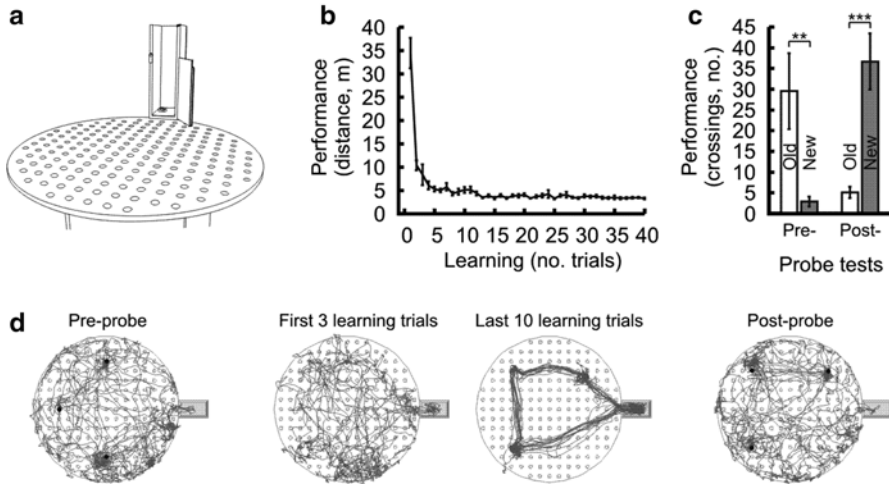 a
b
Performance
(distance, m)
40
35
30
25
20
15
10
5
0
0 5 10 15 20 25 30 35 40
Learning (no. trials)
c
Performance
(crossings, no.)
45
40
35
30
25
20
15
10
5
0
** ***
Old New Old New
Pre- Post-
Probe tests
d
Pre-probe
First 3 learning trials
Last 10 learning trials
Post-probe